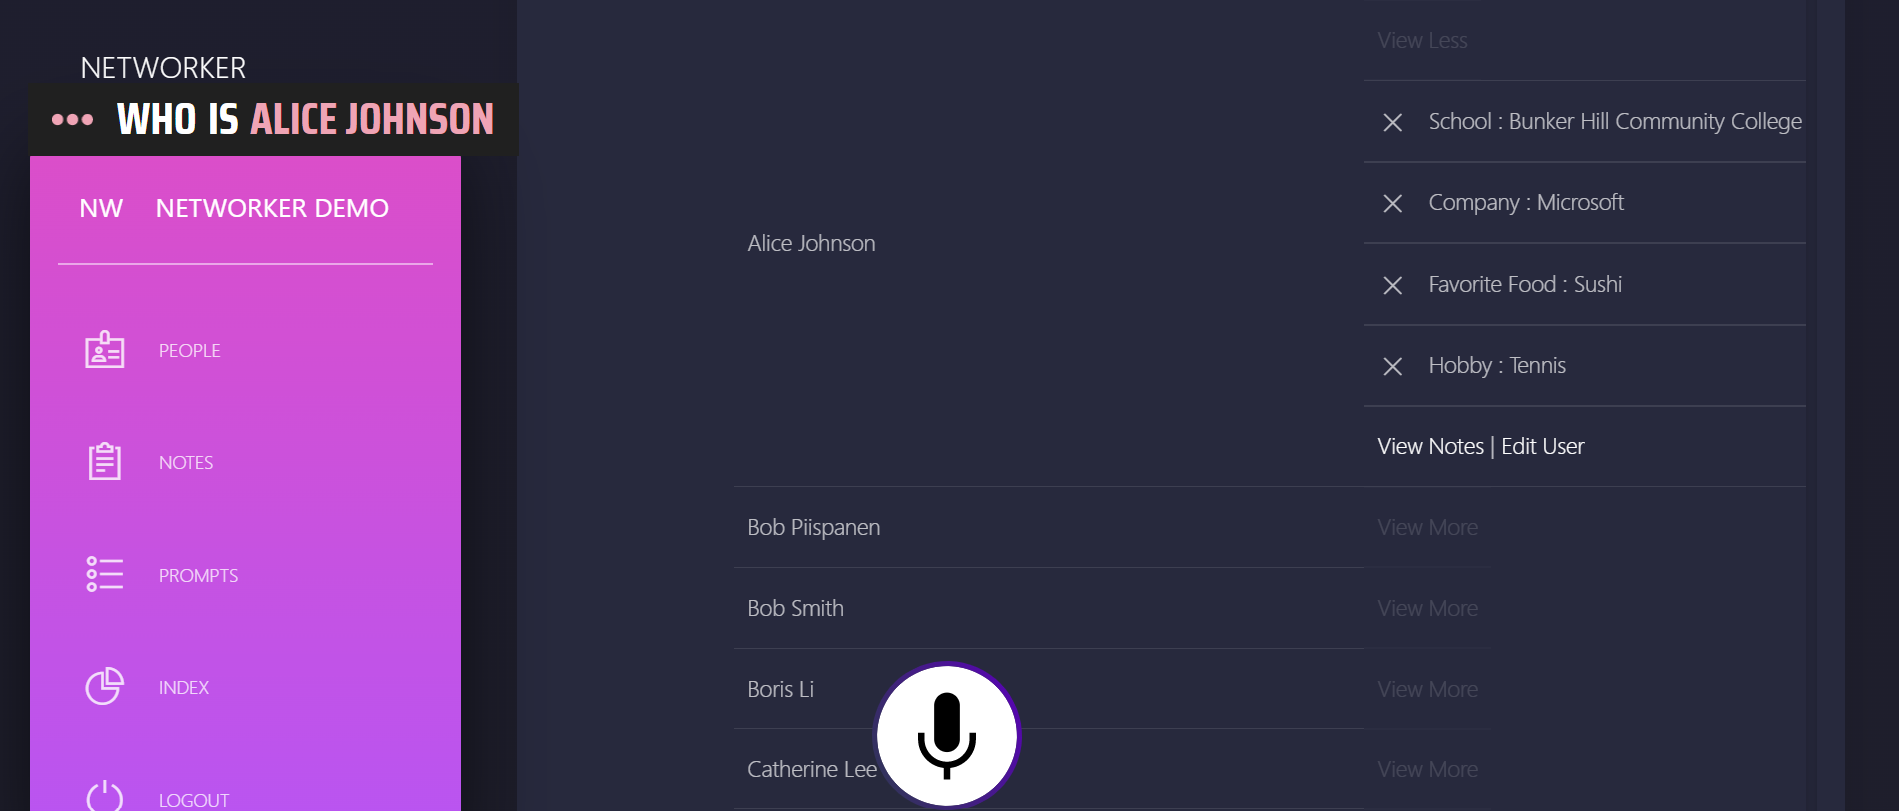 NETWORKER
WHO IS ALICE JOHNSON
NW NETWORKER DEMO
PEOPLE
NOTES
PROMPTS
INDEX
LOGOUT
View Less
Alice Johnson
School : Bunker Hill Community College
Company : Microsoft
Favorite Food : Sushi
Hobby : Tennis
View Notes | Edit User
Bob Piispanen View More
Bob Smith View More
Boris Li View More
Catherine Lee View More